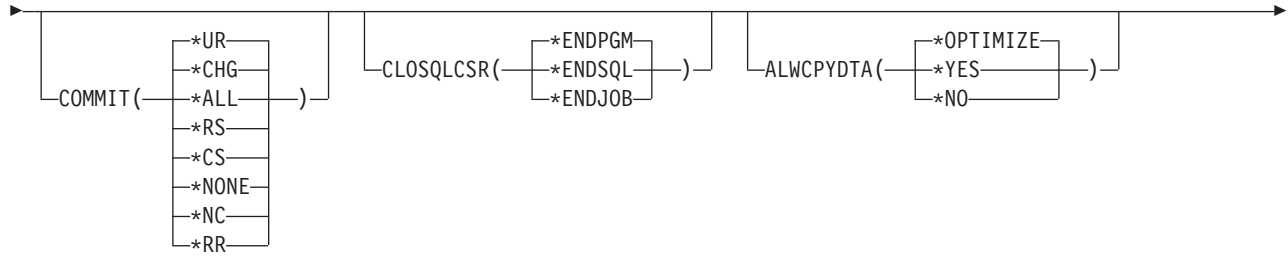 COMMIT(
*UR
*CHG
*ALL
*RS
*CS
*NONE
*NC
*RR
)
CLOSQLCSR(
*ENDPGM
*ENDSQL
*ENDJOB
)
ALWCPYDTA(
*OPTIMIZE
*YES
*NO
)